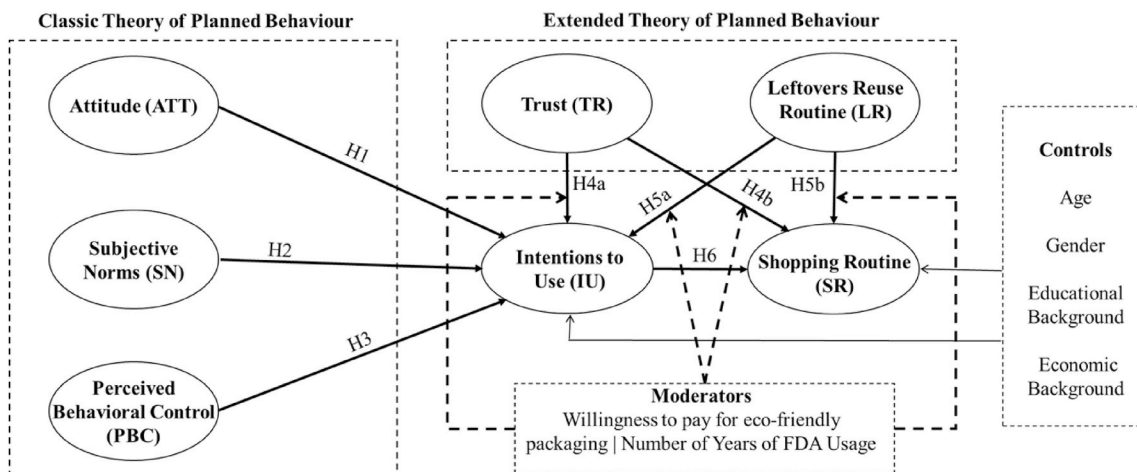 Classic Theory of Planned Behaviour
Extended Theory of Planned Behaviour
Attitude (ATT)
Trust (TR)
Leftovers Reuse
Routine (LR)
Controls
Age
Gender
Educational
Background
Economic
Background
H1
H4a
H5a
H4b
H5b
Subjective
Norms (SN)
H2
Intentions to
Use (IU)
H6
Shopping Routine
(SR)
H3
Perceived
Behavioral Control
(PBC)
Moderators
Willingness to pay for eco-friendly
packaging | Number of Years of FDA Usage